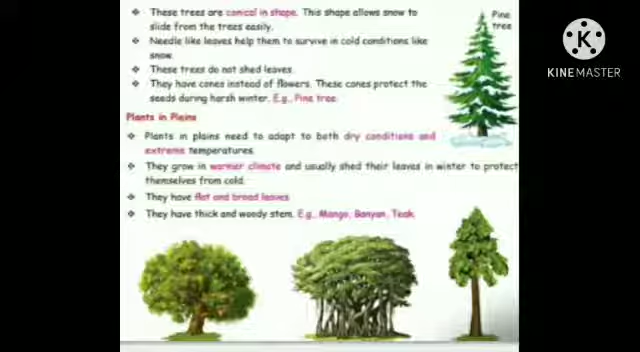 ❖ These trees are conical in shape. This shape allows snow to
slide from the trees easily.
❖ Needle like leaves help them to survive in cold conditions like
snow.
❖ These trees do not shed leaves.
❖ They have cones instead of flowers. These cones protect the
seeds during harsh winter. E.g., Pine tree.
Pine
tree
K
KINEMASTER
Plants in Plains
❖ Plants in plains need to adapt to both dry conditions and
extreme temperatures.
❖ They grow in warmer climate and usually shed their leaves in winter to protect
themselves from cold.
❖ They have flat and broad leaves.
❖ They have thick and woody stem. E.g., Mango, Banyan, Teak.